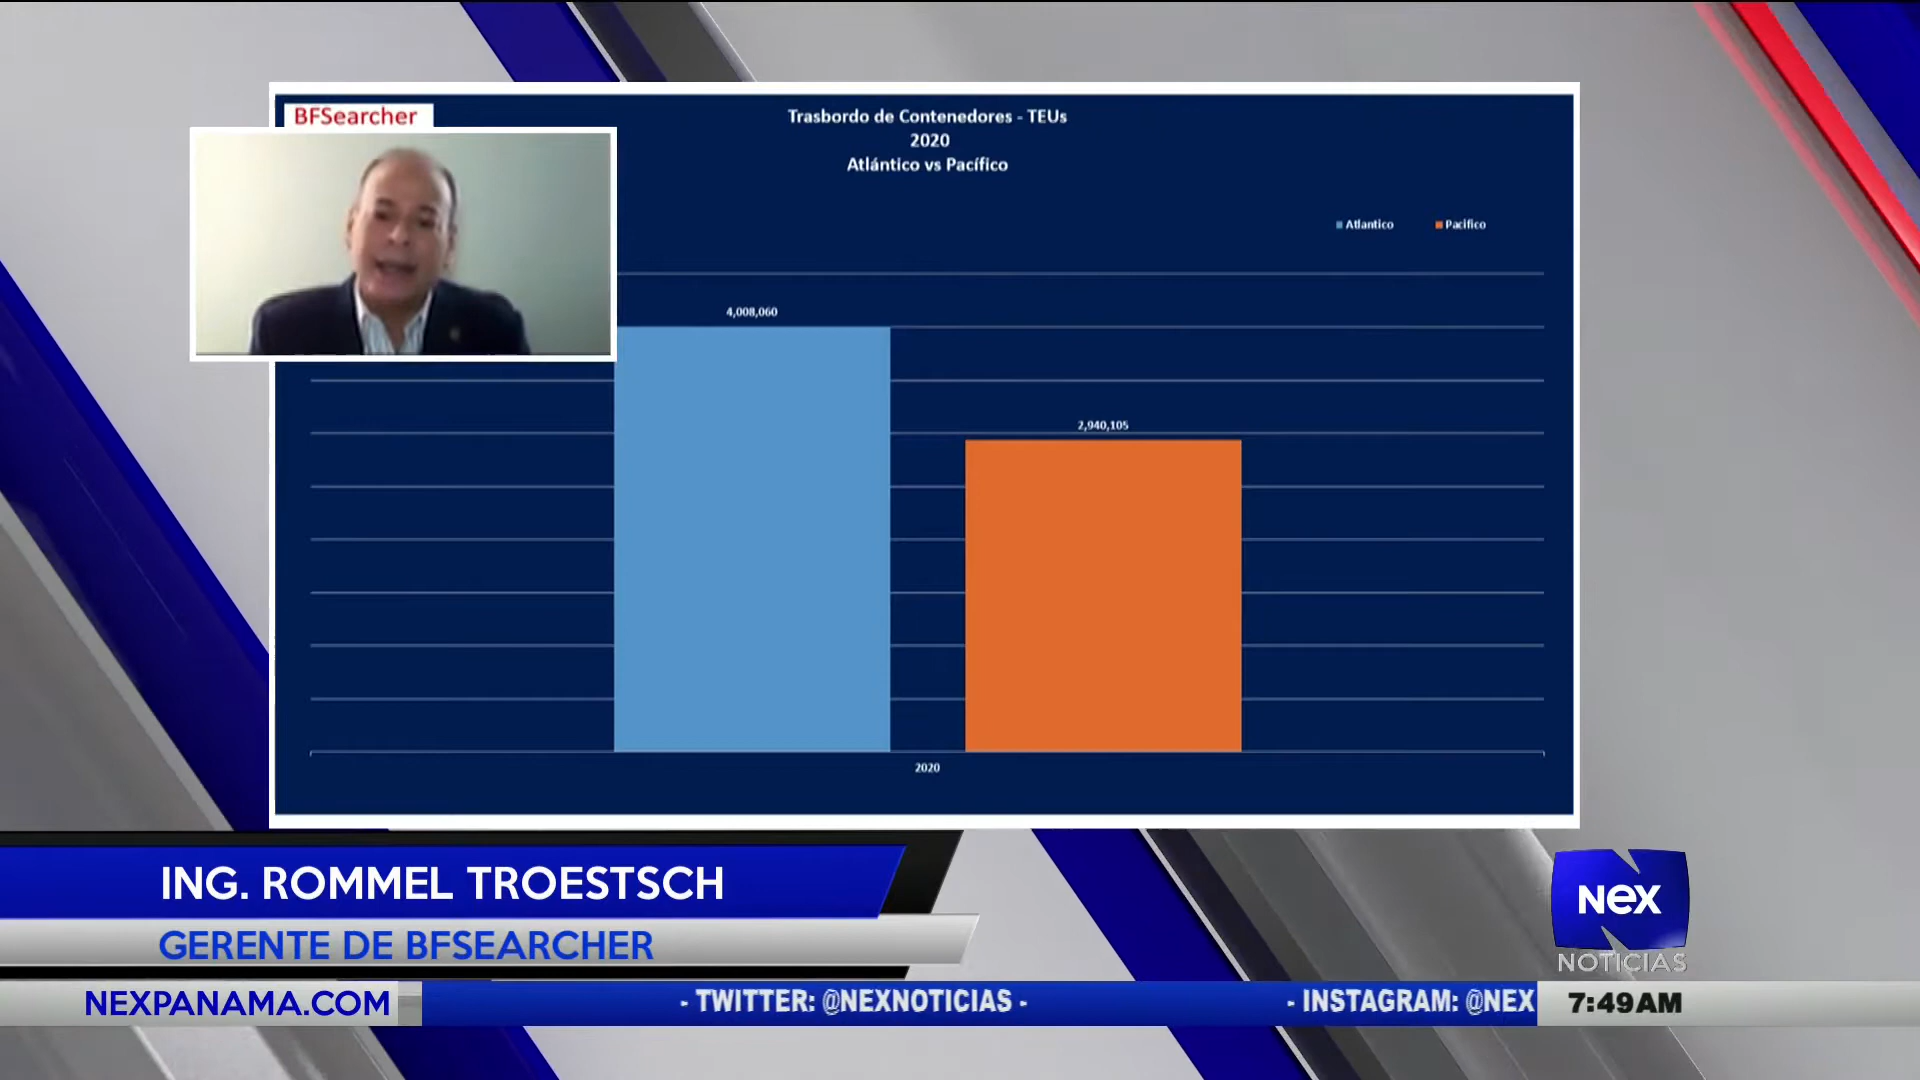 BFSearcher
Trasbordo de Contenedores - TEUs
2020
Atlántico vs Pacífico
Atlantico
Pacifico
4,008,060
2,940,105
2020
ING. ROMMEL TROESTSCH
GERENTE DE BFSEARCHER
nex
NOTICIAS
NEXPANAMA.COM
- TWITTER: @NEXNOTICIAS -
- INSTAGRAM: @NEX
7:49AM